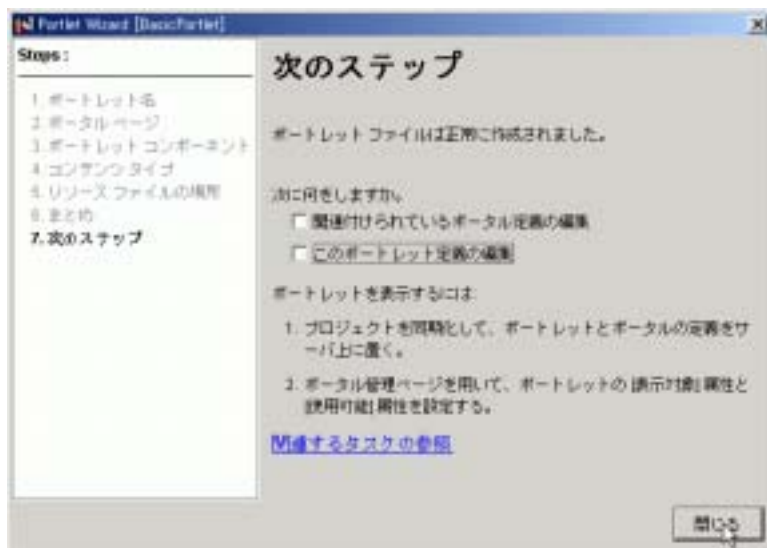 Portlet Wizard [BasicPortlet]
Steps:
1. ポートレット名
2. ポータル ページ
3. ポートレット コンポーネント
4. コンテンツ タイプ
5. リソース ファイルの場所
6. まとめ
7. 次のステップ
次のステップ
ポートレット ファイルは正常に作成されました。
次に何をしますか。
関連付けられているポータル定義の編集
このポートレット定義の編集
ポートレットを表示するには
1. プロジェクトを同期化して、ポートレットとポータルの定義をサ
ーバ上に置く。
2. ポータル管理ページを用いて、ポートレットの [表示対象] 属性と
[使用可能] 属性を設定する。
関連するタスクの参照
閉じる